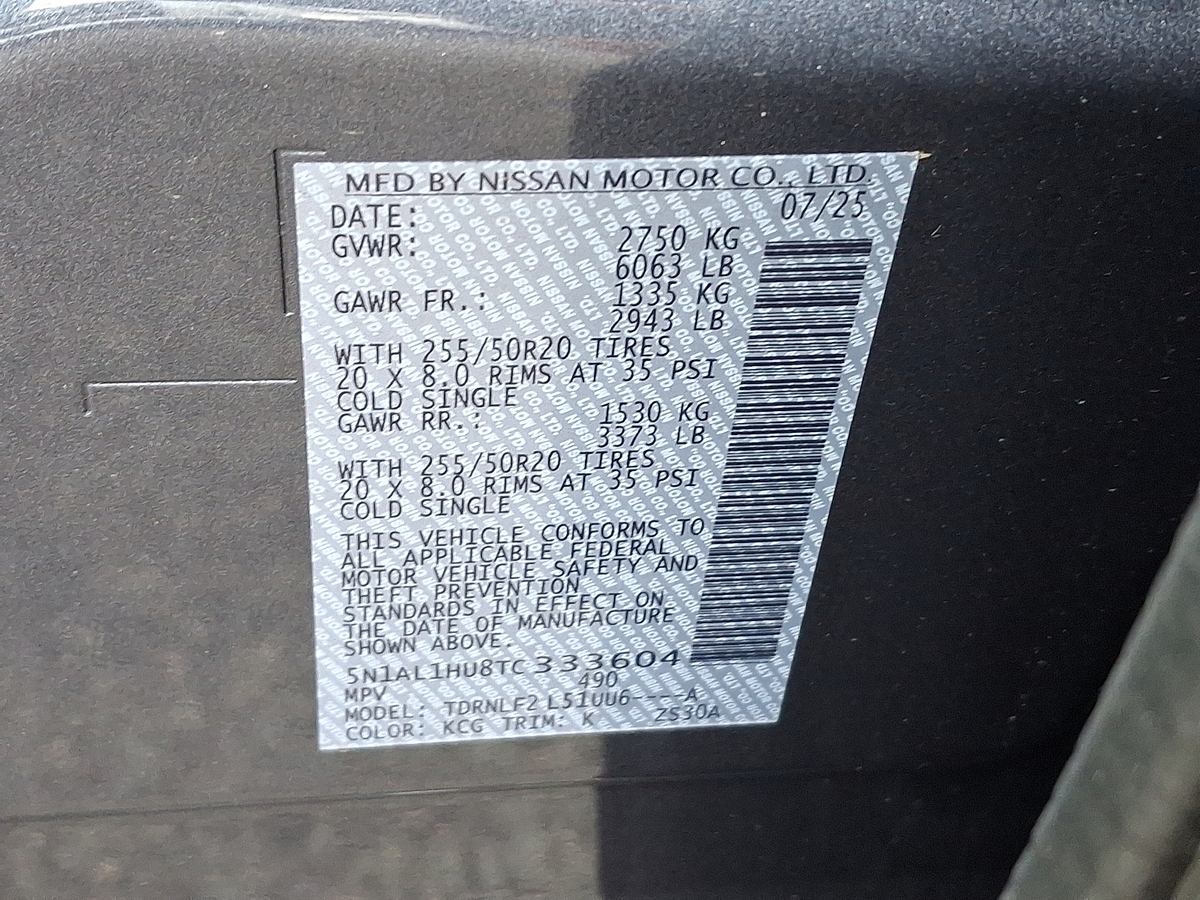 MFD BY NISSAN MOTOR CO., LTD.
DATE: 07/25
GVWR: 2750 KG
6063 LB
GAWR FR.: 1335 KG
2943 LB
WITH 255/50R20 TIRES
20 X 8.0 RIMS AT 35 PSI
COLD SINGLE
GAWR RR.: 1530 KG
3373 LB
WITH 255/50R20 TIRES
20 X 8.0 RIMS AT 35 PSI
COLD SINGLE
THIS VEHICLE CONFORMS TO
ALL APPLICABLE FEDERAL
MOTOR VEHICLE SAFETY AND
THEFT PREVENTION
STANDARDS IN EFFECT ON
THE DATE OF MANUFACTURE
SHOWN ABOVE.
5N1AL1HU8TC333604
490
MPV
MODEL: TDRNLF2 L51UU6----A
COLOR: KCG TRIM: K ZS30A